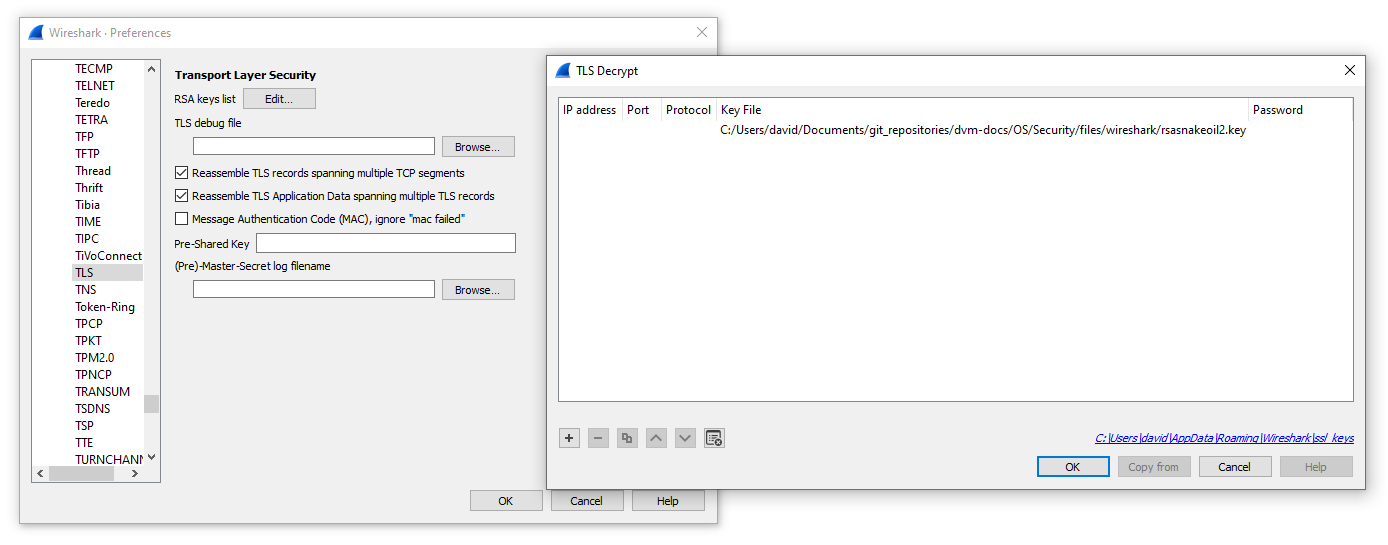 Wireshark · Preferences
TECMP
TELNET
Teredo
TETRA
TFP
TFTP
Thread
Thrift
Tibia
TIME
TIPC
TiVoConnect
TLS
TNS
Token-Ring
TPCP
TPKT
TPM2.0
TPNCP
TRANSUM
TSDNS
TSP
TTE
TURNCHANN
Transport Layer Security
RSA keys list Edit...
TLS debug file
Browse...
Reassemble TLS records spanning multiple TCP segments
Reassemble TLS Application Data spanning multiple TLS records
Message Authentication Code (MAC), ignore "mac failed"
Pre-Shared Key
(Pre)-Master-Secret log filename
Browse...
OK Cancel Help
TLS Decrypt
IP address Port Protocol Key File Password
C:/Users/david/Documents/git_repositories/dvm-docs/OS/Security/files/wireshark/rsasnakeoil2.key
C:\Users\david\AppData\Roaming\Wireshark\ssl_keys
OK Copy from Cancel Help